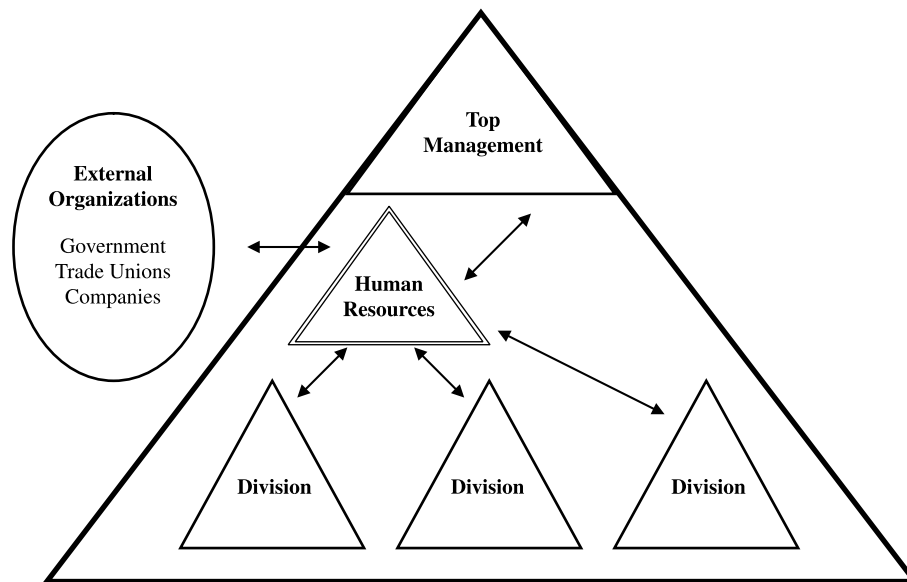 Top
Management
External
Organizations
Government
Trade Unions
Companies
Human
Resources
Division
Division
Division